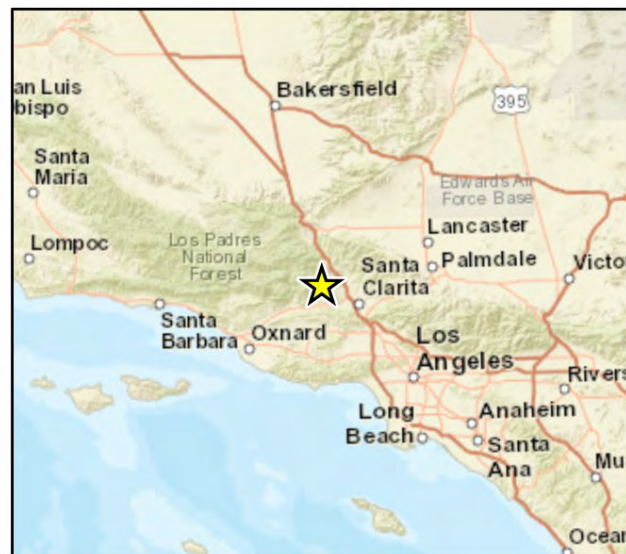 an Luis
bispo
Bakersfield
395
Santa
Maria
Edwards Air
Force Base
Lancaster
Lompoc
Los Padres
National
Forest
Santa
Clarita
Palmdale
Victo
Santa
Barbara
Oxnard
Los
Angeles
Rivers
Long
Beach
Anaheim
Santa
Ana
Mu
Ocean